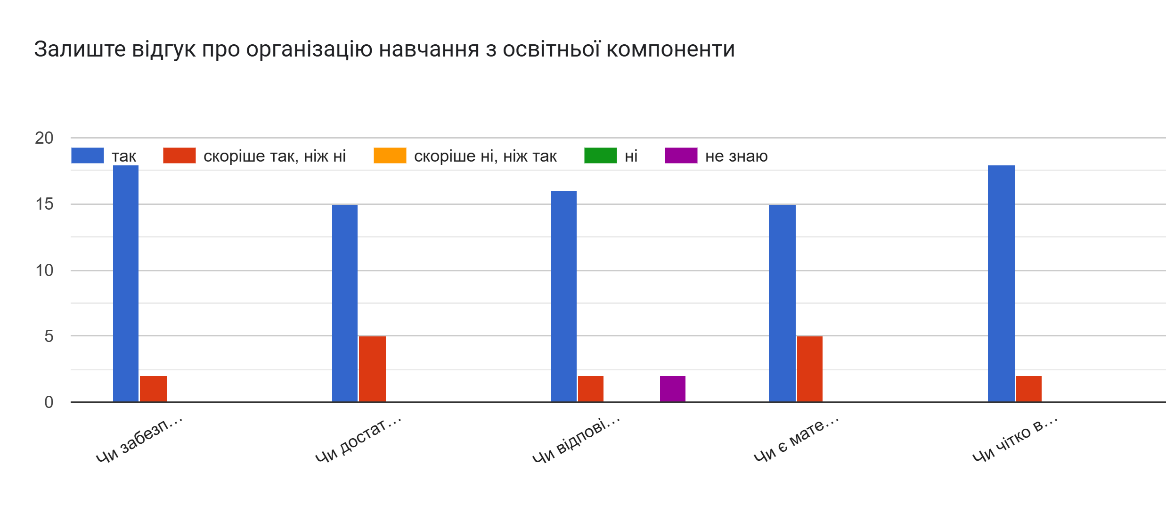 Залиште відгук про організацію навчання з освітньої компоненти
20
так скоріше так, ніж ні скоріше ні, ніж так ні не знаю
15
10
5
0
Чи забезп…
Чи достат…
Чи відпові…
Чи є мате…
Чи чітко в…